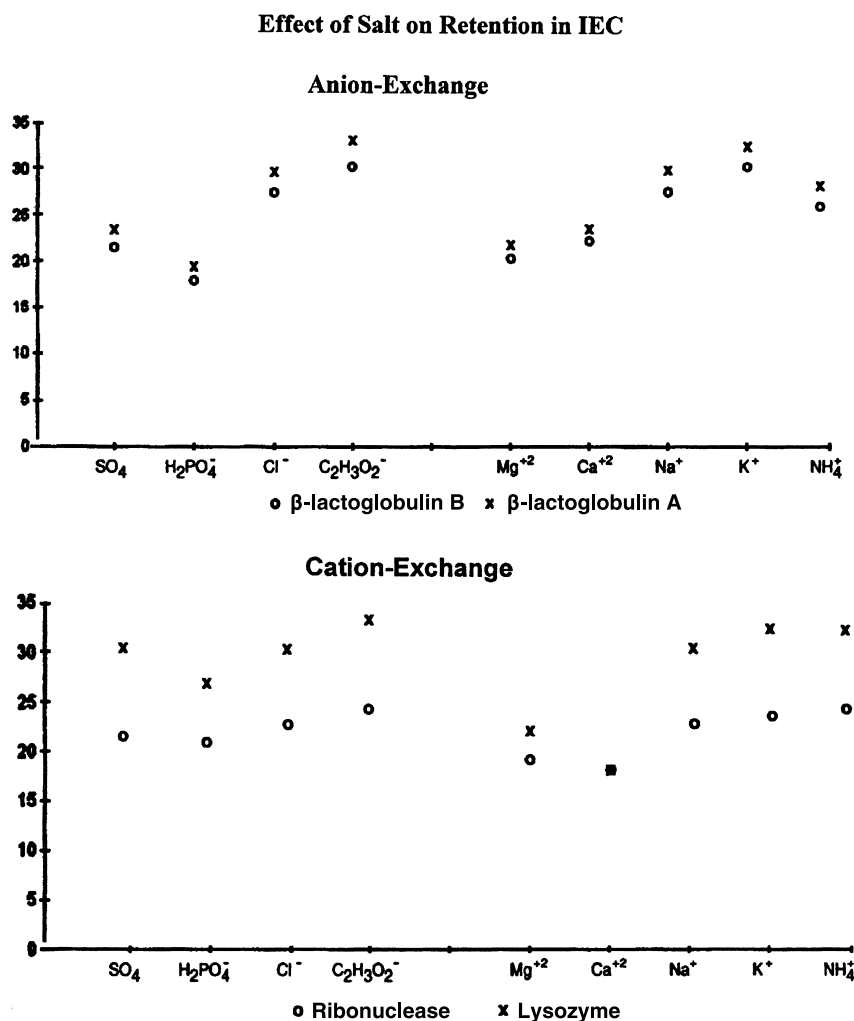 Effect of Salt on Retention in IEC
Anion-Exchange
35
30
25
20
15
10
5
0
SO₄ H₂PO₄⁻ Cl⁻ C₂H₃O₂⁻ Mg⁺² Ca⁺² Na⁺ K⁺ NH₄⁺
o β-lactoglobulin B x β-lactoglobulin A
Cation-Exchange
35
30
25
20
15
10
5
0
SO₄ H₂PO₄⁻ Cl⁻ C₂H₃O₂⁻ Mg⁺² Ca⁺² Na⁺ K⁺ NH₄⁺
o Ribonuclease x Lysozyme